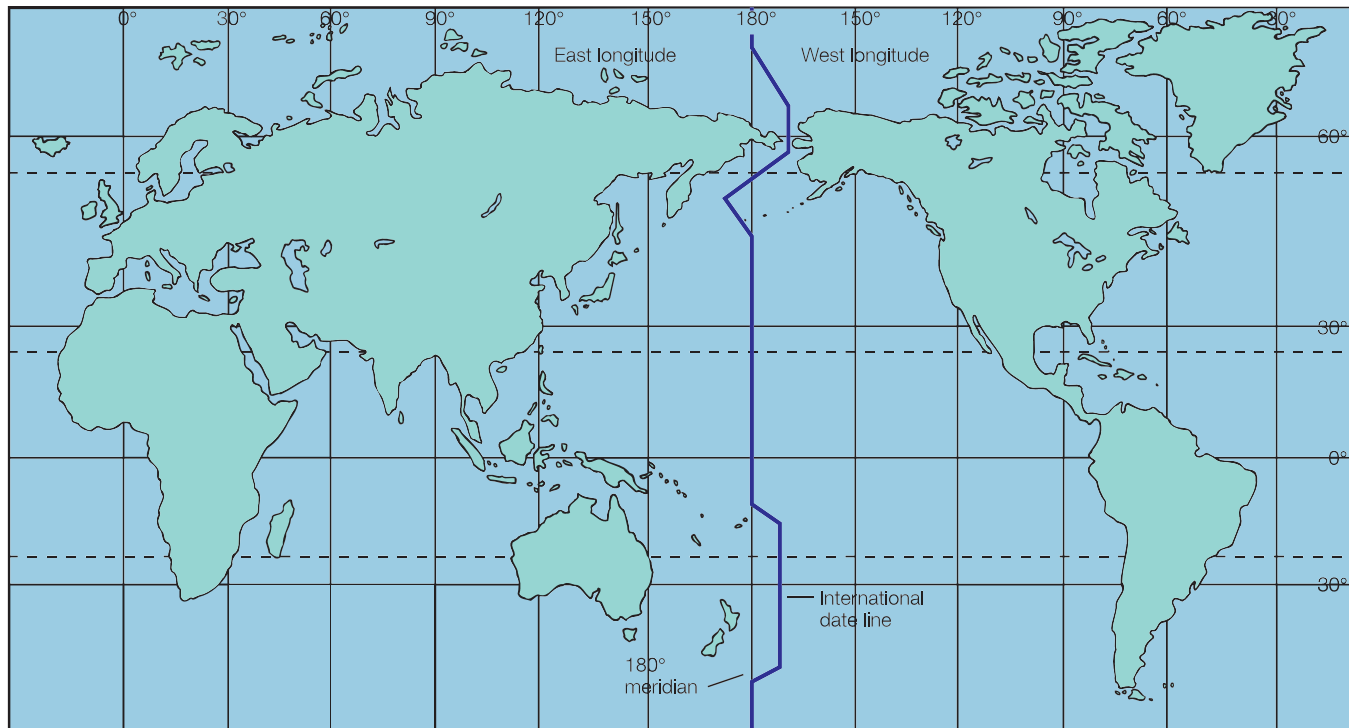 0° 30° 60° 90° 120° 150° 180° 150° 120° 90° 60° 30°
East longitude West longitude
60°
30°
0°
30°
International
date line
180°
meridian